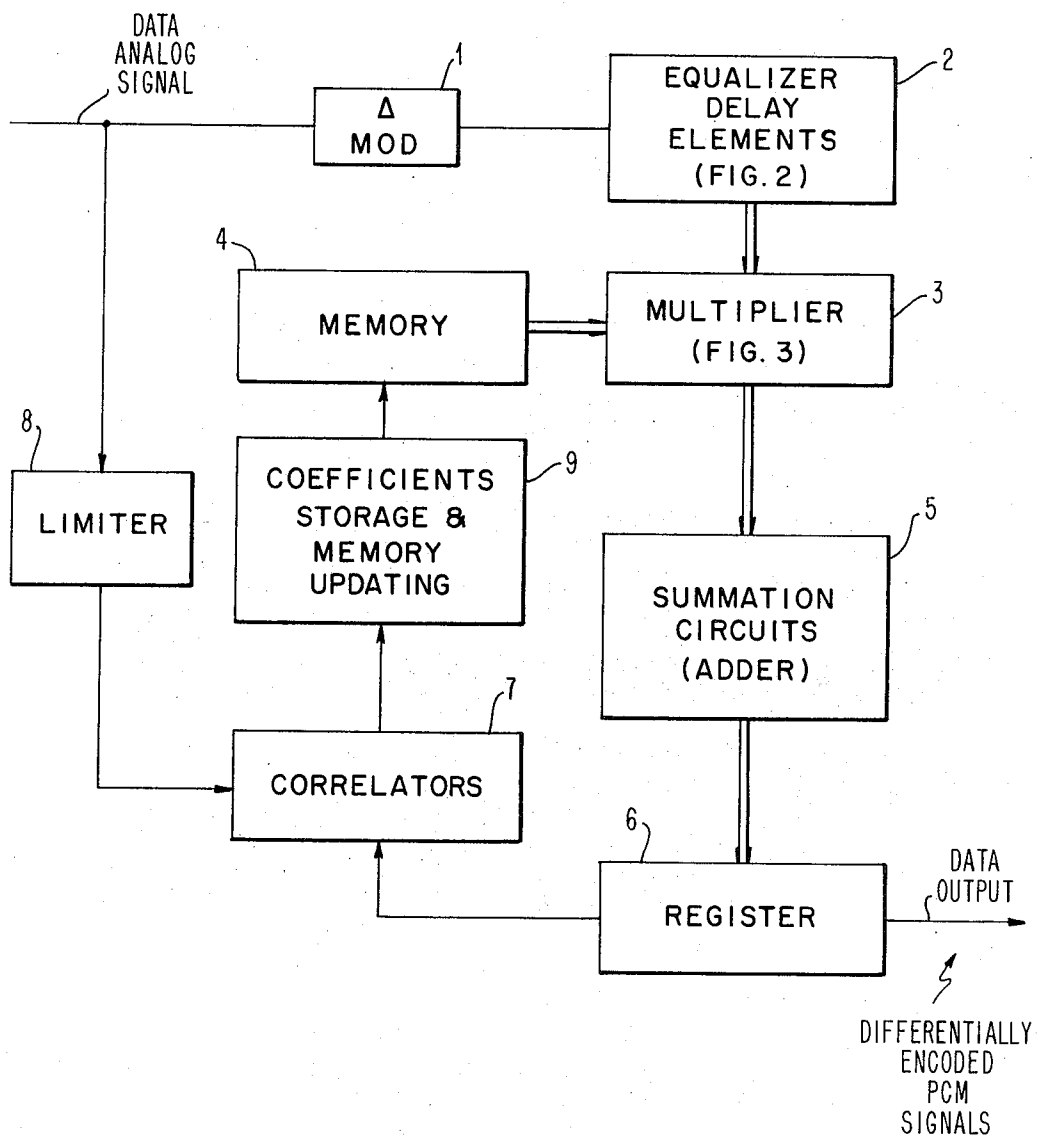 DATA
ANALOG
SIGNAL
1
Δ
MOD
2
EQUALIZER
DELAY
ELEMENTS
(FIG. 2)
4
MEMORY
3
MULTIPLIER
(FIG. 3)
8
LIMITER
9
COEFFICIENTS
STORAGE &
MEMORY
UPDATING
5
SUMMATION
CIRCUITS
(ADDER)
7
CORRELATORS
6
REGISTER
DATA
OUTPUT
DIFFERENTIALLY
ENCODED
PCM
SIGNALS